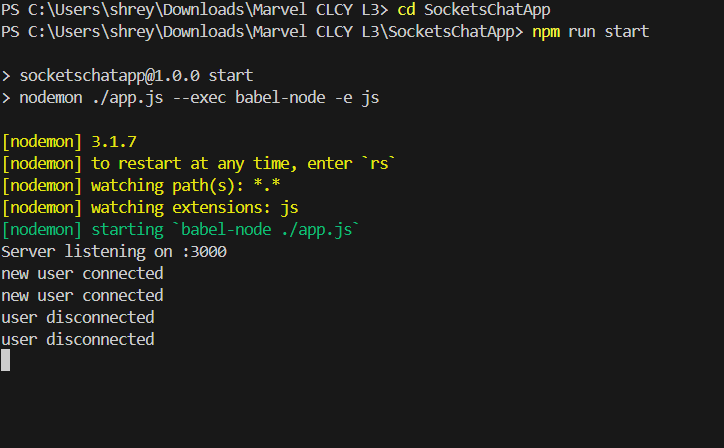 PS C:\Users\shrey\Downloads\Marvel CLCY L3> cd SocketsChatApp
PS C:\Users\shrey\Downloads\Marvel CLCY L3\SocketsChatApp> npm run start
> socketschatapp@1.0.0 start
> nodemon ./app.js --exec babel-node -e js
[nodemon] 3.1.7
[nodemon] to restart at any time, enter `rs`
[nodemon] watching path(s): *.*
[nodemon] watching extensions: js
[nodemon] starting `babel-node ./app.js`
Server listening on :3000
new user connected
new user connected
user disconnected
user disconnected